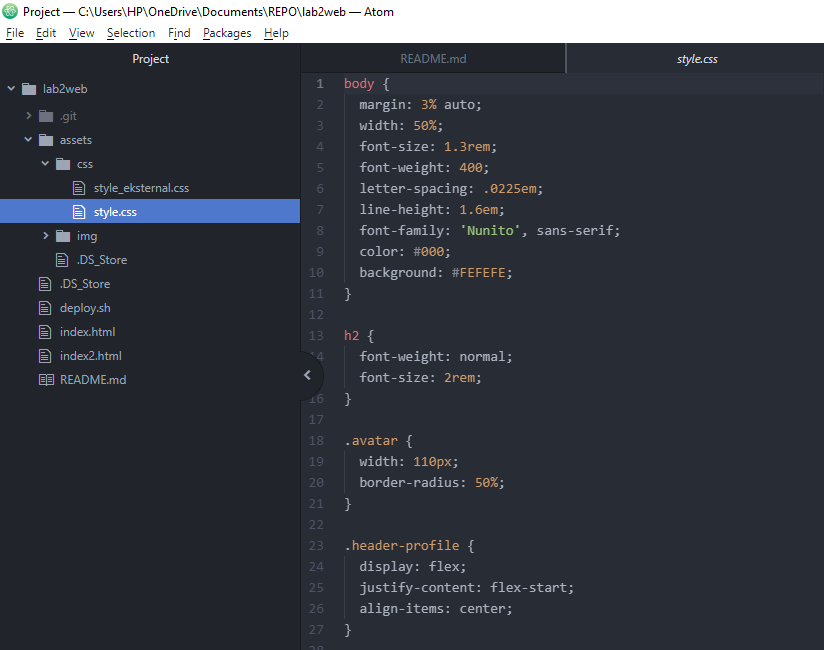 Project — C:\Users\HP\OneDrive\Documents\REPO\lab2web — Atom
File Edit View Selection Find Packages Help
Project
lab2web
.git
assets
css
style_eksternal.css
style.css
img
.DS_Store
.DS_Store
deploy.sh
index.html
index2.html
README.md
README.md style.css
1 body {
2 margin: 3% auto;
3 width: 50%;
4 font-size: 1.3rem;
5 font-weight: 400;
6 letter-spacing: .0225em;
7 line-height: 1.6em;
8 font-family: 'Nunito', sans-serif;
9 color: #000;
10 background: #FEFEFE;
11 }
12
13 h2 {
14 font-weight: normal;
font-size: 2rem;
16 }
17
18 .avatar {
19 width: 110px;
20 border-radius: 50%;
21 }
22
23 .header-profile {
24 display: flex;
25 justify-content: flex-start;
26 align-items: center;
27 }